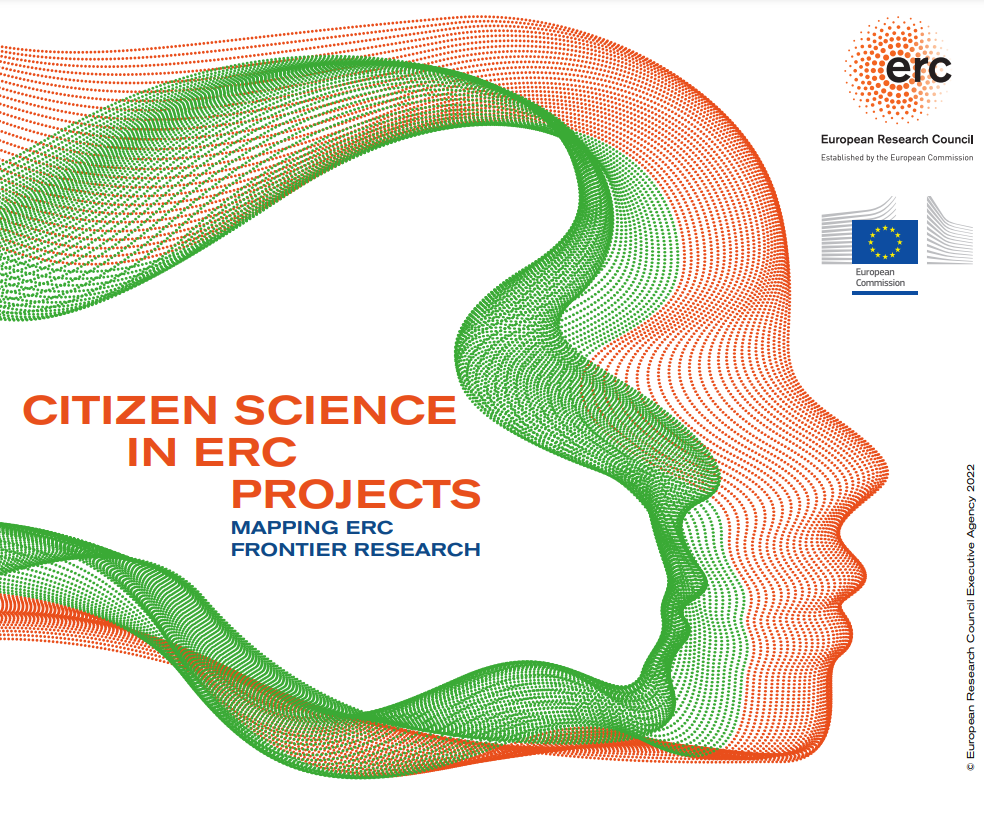 erc
European Research Council
Established by the European Commission
European
Commission
CITIZEN SCIENCE
IN ERC
PROJECTS
MAPPING ERC
FRONTIER RESEARCH
© European Research Council Executive Agency 2022